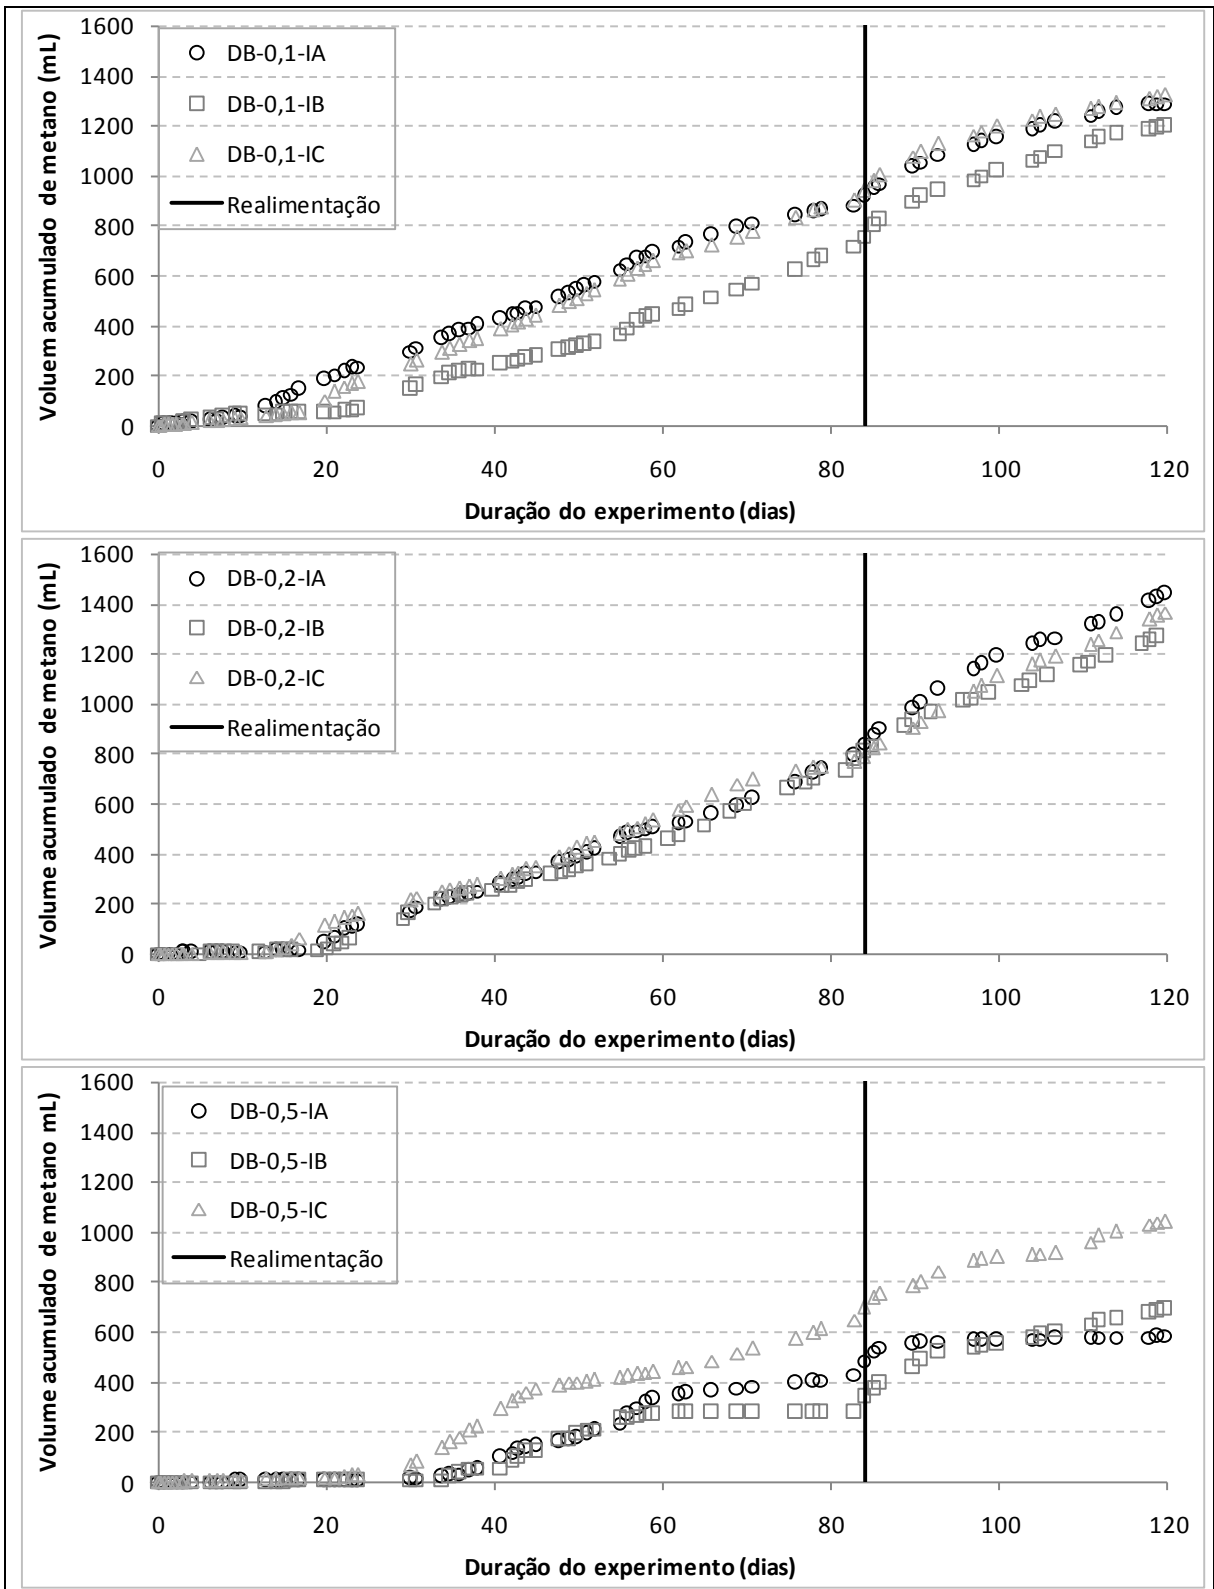 Voluem acumulado de metano (mL)
1600
1400
1200
1000
800
600
400
200
0
DB-0,1-IA
DB-0,1-IB
DB-0,1-IC
Realimentação
0 20 40 60 80 100 120
Duração do experimento (dias)
Volume acumulado de metano (mL)
1600
1400
1200
1000
800
600
400
200
0
DB-0,2-IA
DB-0,2-IB
DB-0,2-IC
Realimentação
0 20 40 60 80 100 120
Duração do experimento (dias)
Volume acumulado de metano mL)
1600
1400
1200
1000
800
600
400
200
0
DB-0,5-IA
DB-0,5-IB
DB-0,5-IC
Realimentação
0 20 40 60 80 100 120
Duração do experimento (dias)